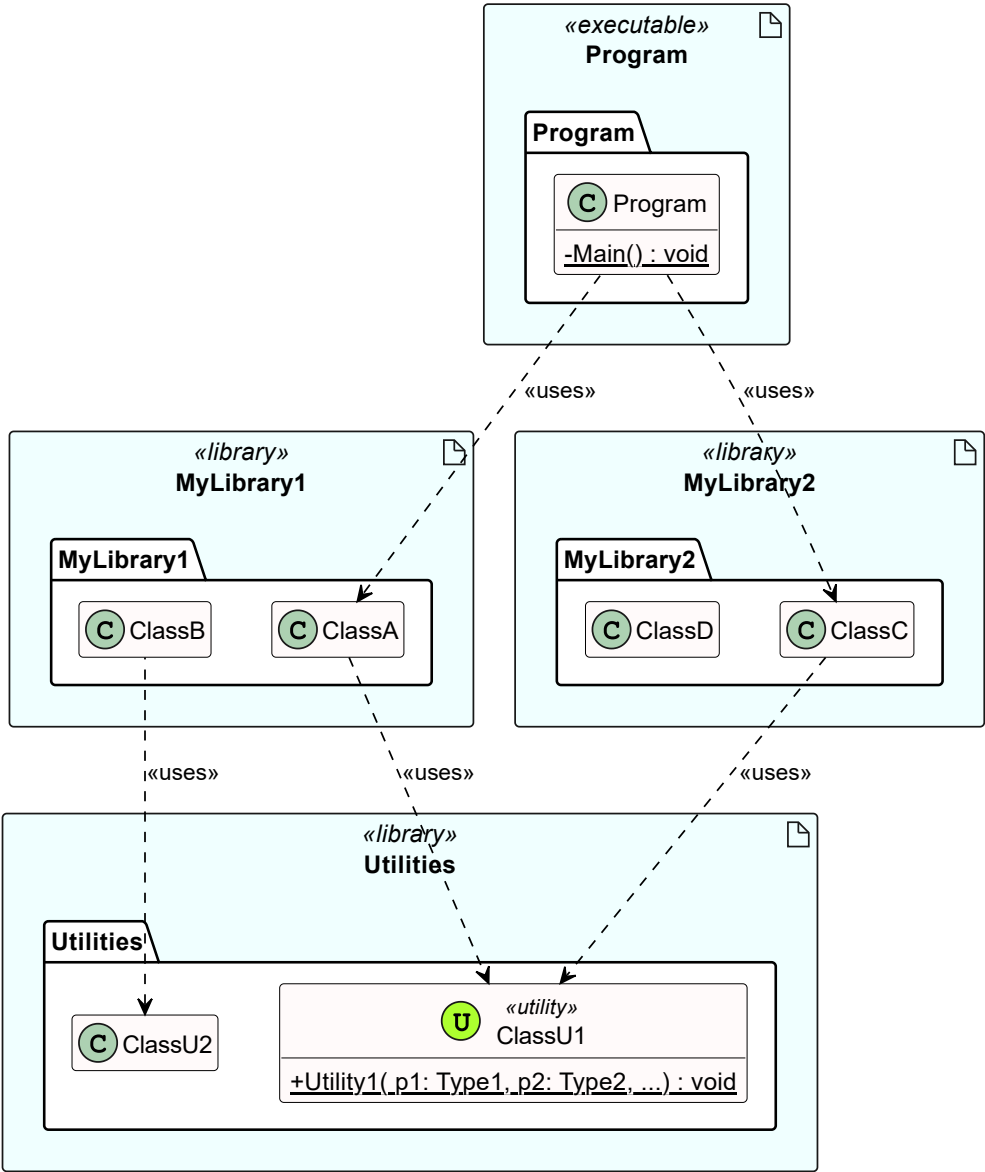 «executable»
Program
Program
C Program
-Main() : void
«uses»
«uses»
«library»
MyLibrary1
MyLibrary1
C ClassB
C ClassA
«library»
MyLibrary2
MyLibrary2
C ClassD
C ClassC
«uses»
«uses»
«uses»
«library»
Utilities
Utilities
C ClassU2
U «utility»
ClassU1
+Utility1( p1: Type1, p2: Type2, ...) : void